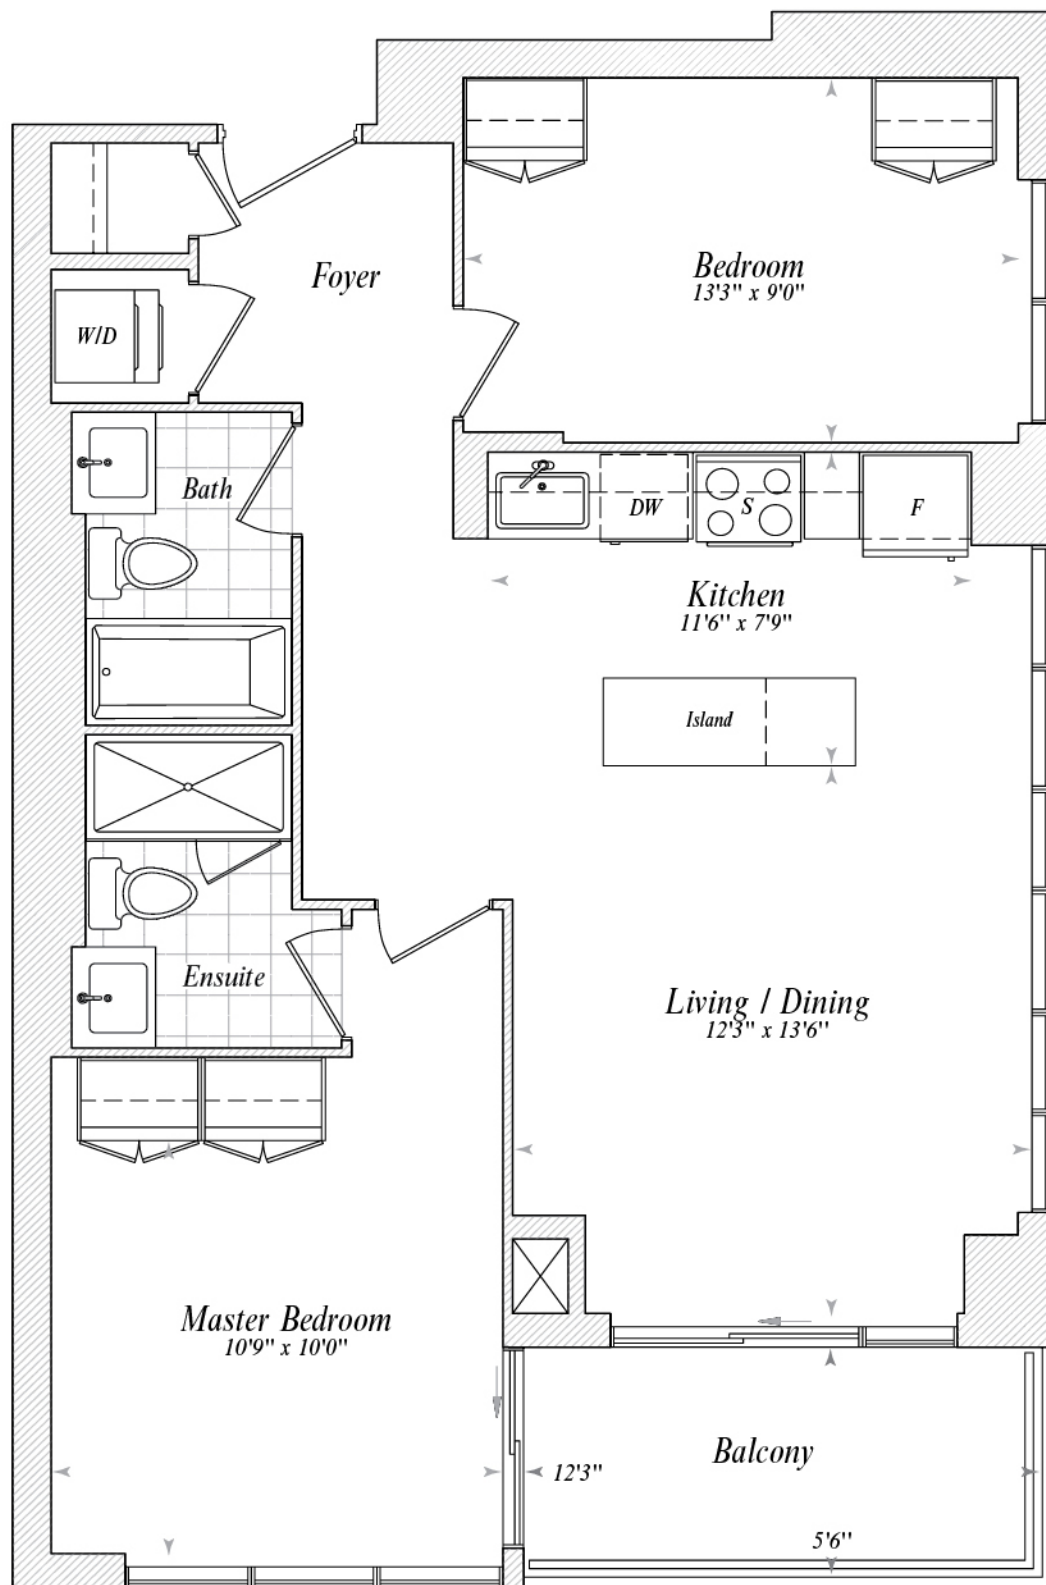 Foyer
Bedroom
13'3" x 9'0"
W/D
Bath
DW
S
F
Kitchen
11'6" x 7'9"
Island
Ensuite
Living / Dining
12'3" x 13'6"
Master Bedroom
10'9" x 10'0"
Balcony
12'3"
5'6"